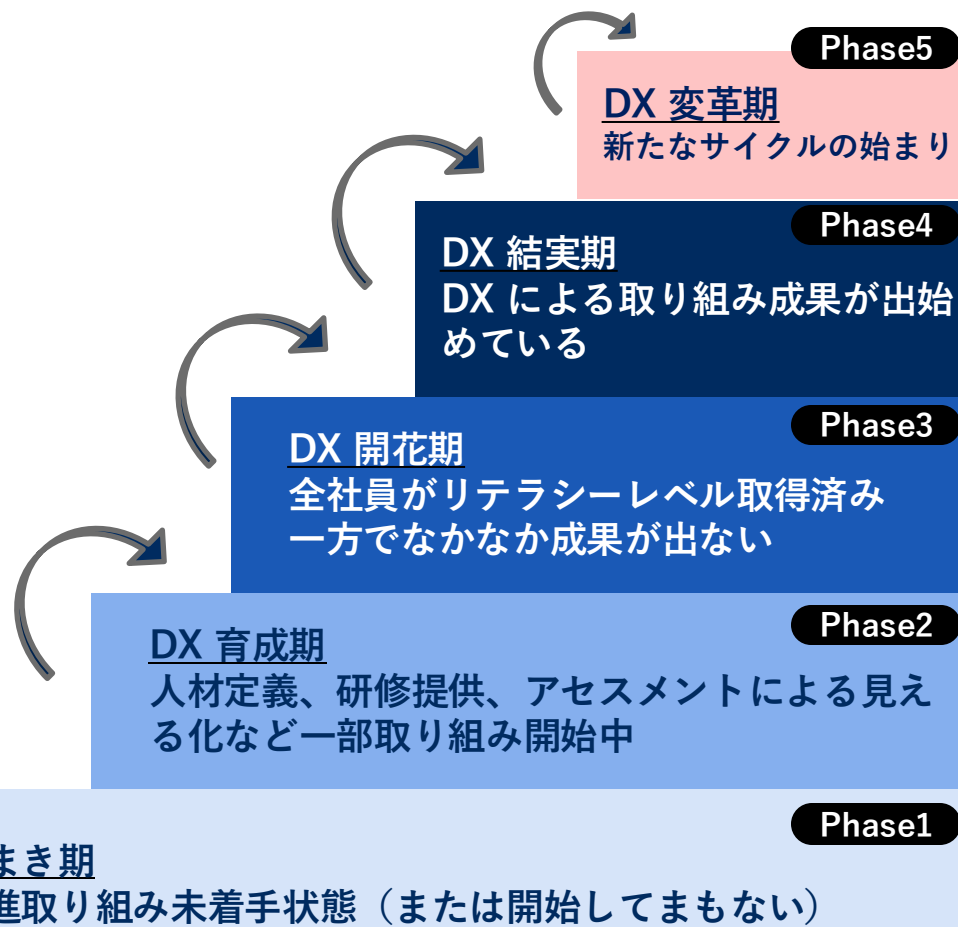 Phase5
DX 変革期
新たなサイクルの始まり
Phase4
DX 結実期
DX による取り組み成果が出始
めている
Phase3
DX 開花期
全社員がリテラシーレベル取得済み
一方でなかなか成果が出ない
Phase2
DX 育成期
人材定義、研修提供、アセスメントによる見え
る化など一部取り組み開始中
Phase1
まき期
進取り組み未着手状態（または開始してまもない）